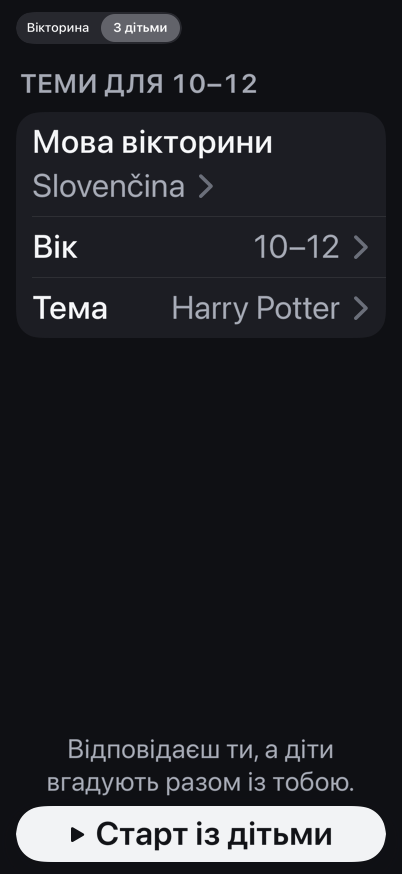 Вікторина З дітьми
ТЕМИ ДЛЯ 10–12
Мова вікторини
Slovenčina
Вік 10–12
Тема Harry Potter
Відповідаєш ти, а діти
вгадують разом із тобою.
Старт із дітьми